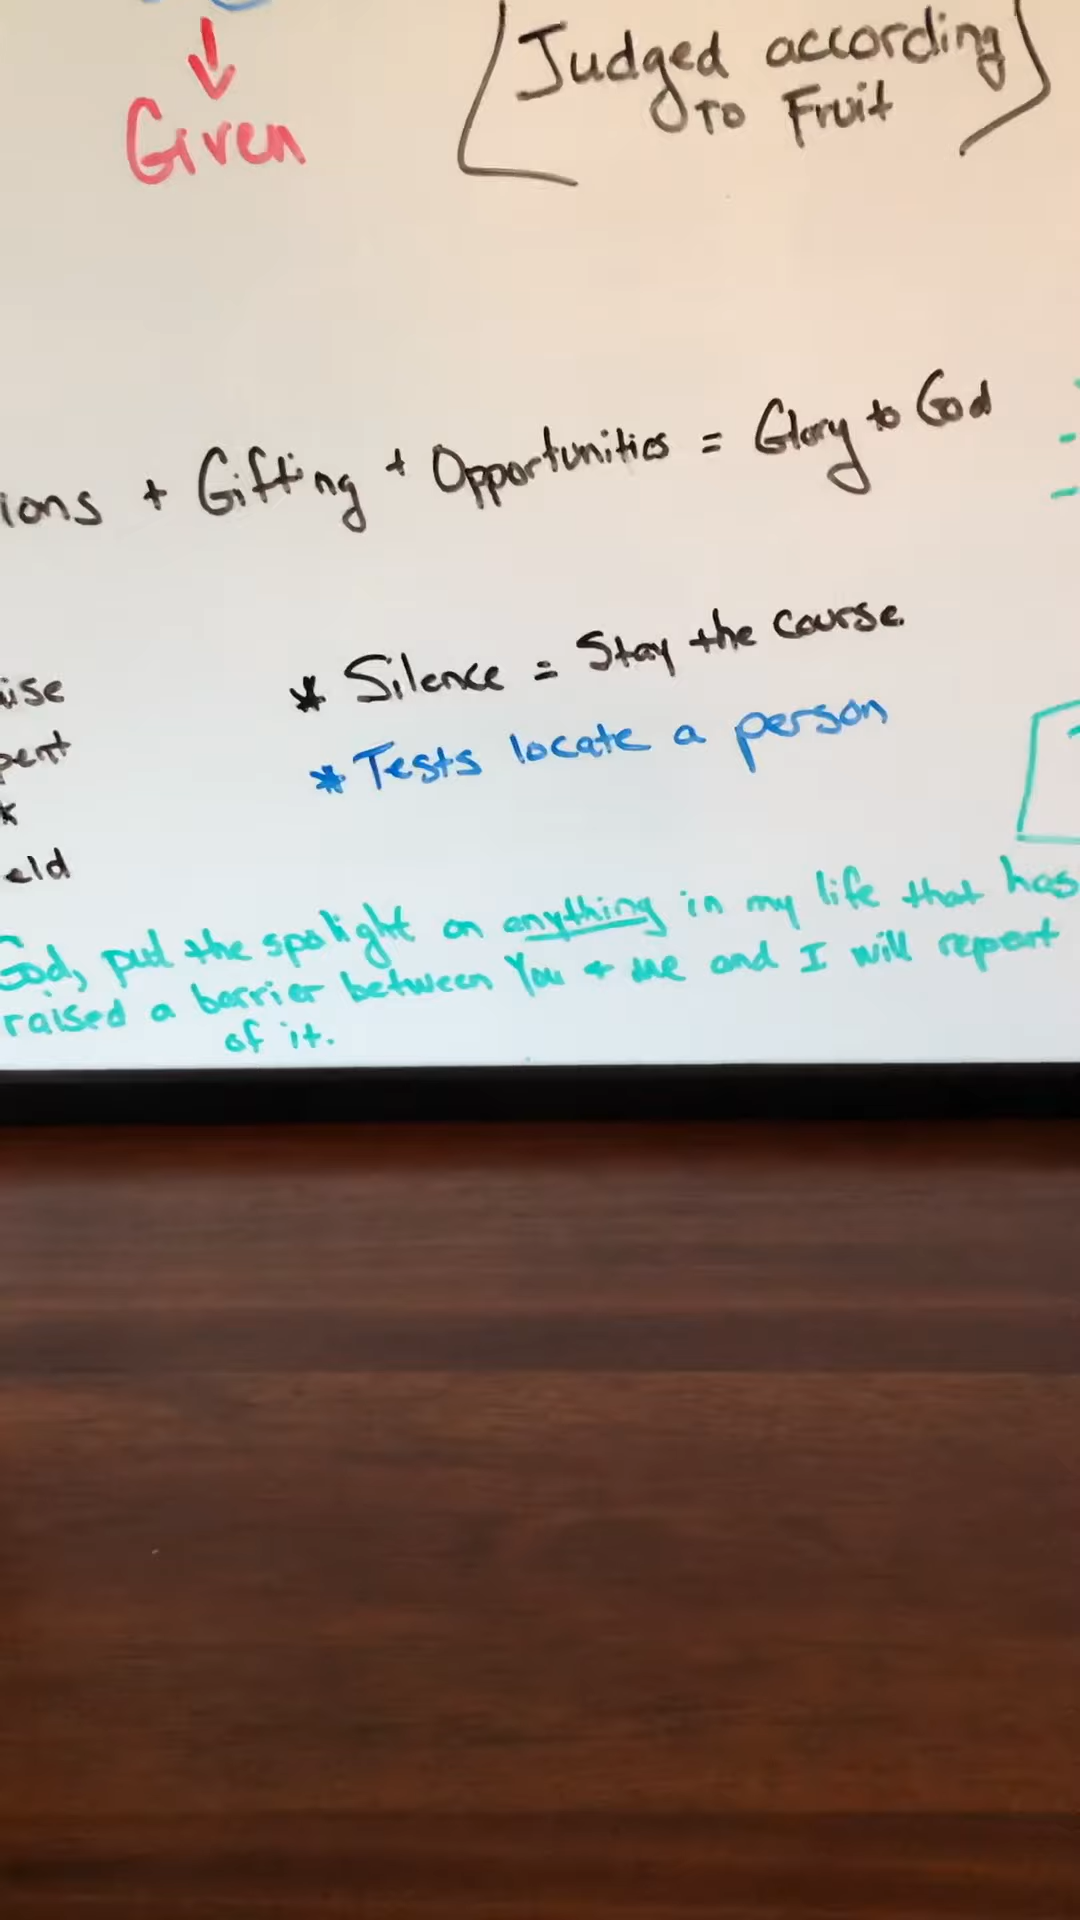 Given
Judged according
To Fruit
ions + Gifting + Opportunities = Glory to God
* Silence = Stay the course.
* Tests locate a person
ise
pent
k
eld
God, put the spotlight on anything in my life that has
raised a barrier between You + me and I will repent
of it.